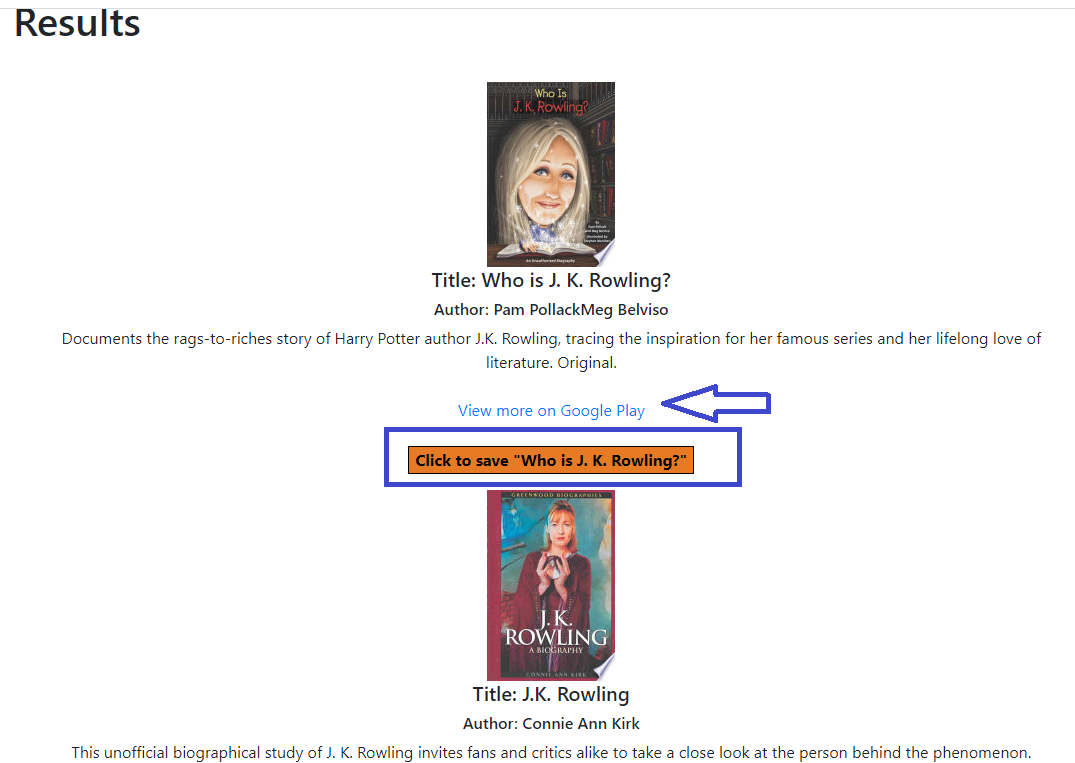 Results
Who Is
J. K. Rowling?
By
Pam Pollack
and Meg Belviso
Illustrated by
Stephen Marchesi
An Unauthorized Biography
Title: Who is J. K. Rowling?
Author: Pam PollackMeg Belviso
Documents the rags-to-riches story of Harry Potter author J.K. Rowling, tracing the inspiration for her famous series and her lifelong love of
literature. Original.
View more on Google Play
Click to save "Who is J. K. Rowling?"
GREENWOOD BIOGRAPHIES
J.K.
ROWLING
A BIOGRAPHY
CONNIE ANN KIRK
Title: J.K. Rowling
Author: Connie Ann Kirk
This unofficial biographical study of J. K. Rowling invites fans and critics alike to take a close look at the person behind the phenomenon.